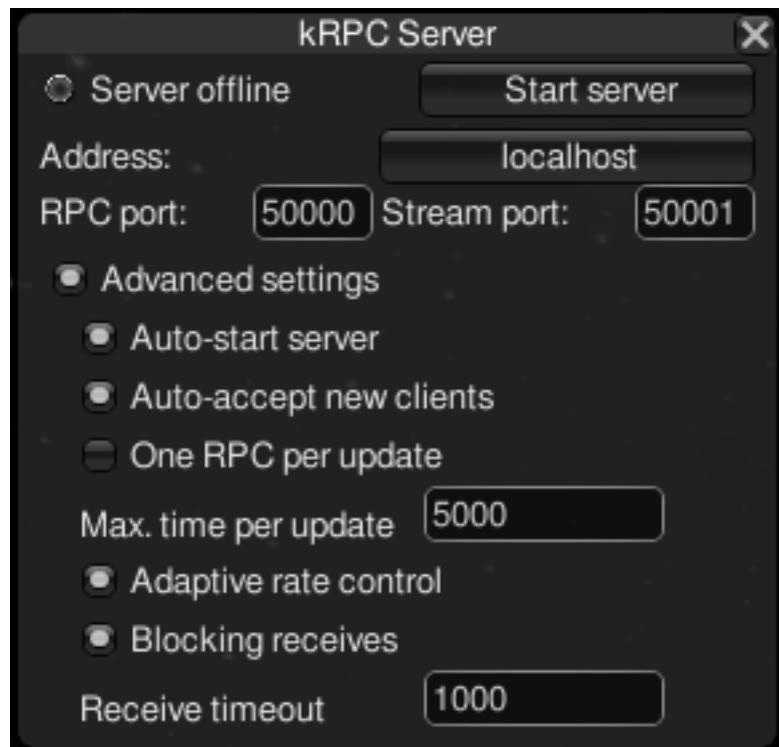 kRPC Server
Server offline Start server
Address: localhost
RPC port: 50000 Stream port: 50001
Advanced settings
Auto-start server
Auto-accept new clients
One RPC per update
Max. time per update 5000
Adaptive rate control
Blocking receives
Receive timeout 1000